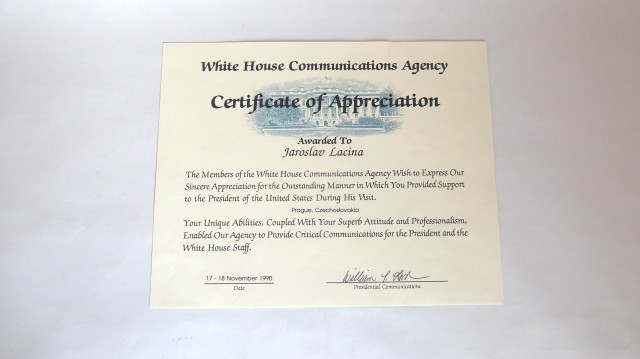 White House Communications Agency
Certificate of Appreciation
Awarded To
Jaroslav Lacina
The Members of the White House Communications Agency Wish to Express Our
Sincere Appreciation for the Outstanding Manner in Which You Provided Support
to the President of the United States During His Visit.
Prague, Czechoslovakia
Your Unique Abilities, Coupled With Your Superb Attitude and Professionalism,
Enabled Our Agency to Provide Critical Communications for the President and the
White House Staff.
17 - 18 November 1990
Date
William
Presidential Communications